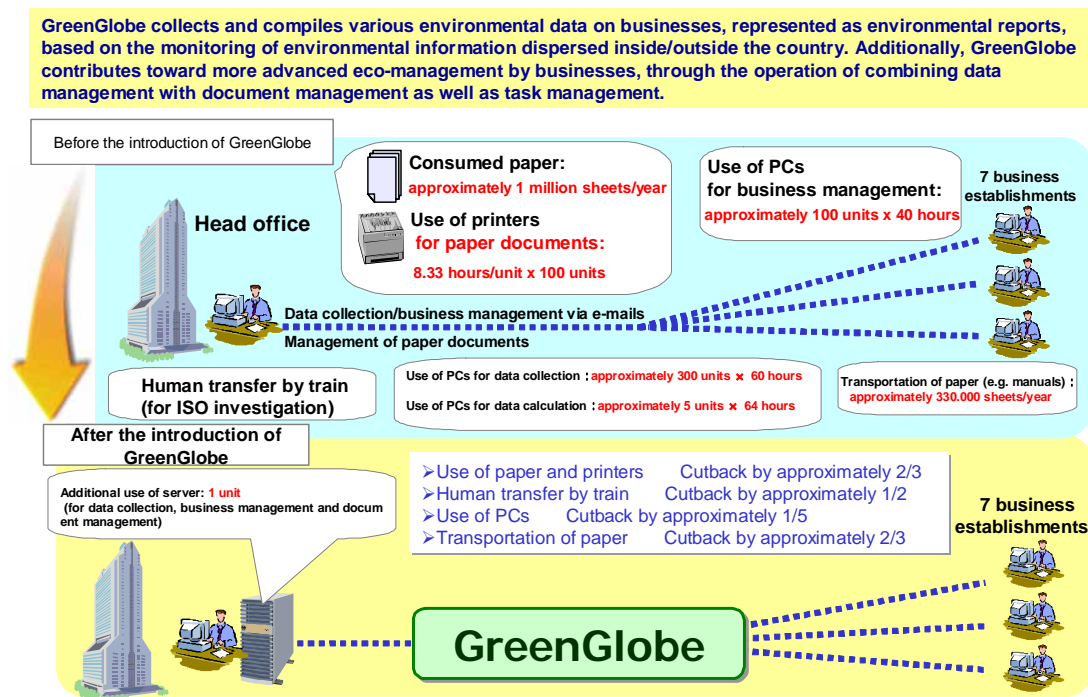 GreenGlobe collects and compiles various environmental data on businesses, represented as environmental reports,
based on the monitoring of environmental information dispersed inside/outside the country. Additionally, GreenGlobe
contributes toward more advanced eco-management by businesses, through the operation of combining data
management with document management as well as task management.
Before the introduction of GreenGlobe
Consumed paper:
approximately 1 million sheets/year
Use of printers
for paper documents:
8.33 hours/unit x 100 units
Use of PCs
for business management:
approximately 100 units x 40 hours
7 business
establishments
Head office
Data collection/business management via e-mails
Management of paper documents
Human transfer by train
(for ISO investigation)
Use of PCs for data collection : approximately 300 units × 60 hours
Use of PCs for data calculation : approximately 5 units × 64 hours
Transportation of paper (e.g. manuals) :
approximately 330.000 sheets/year
After the introduction of
GreenGlobe
Additional use of server: 1 unit
(for data collection, business management and docum
ent management)
➢Use of paper and printers Cutback by approximately 2/3
➢Human transfer by train Cutback by approximately 1/2
➢Use of PCs Cutback by approximately 1/5
➢Transportation of paper Cutback by approximately 2/3
7 business
establishments
GreenGlobe